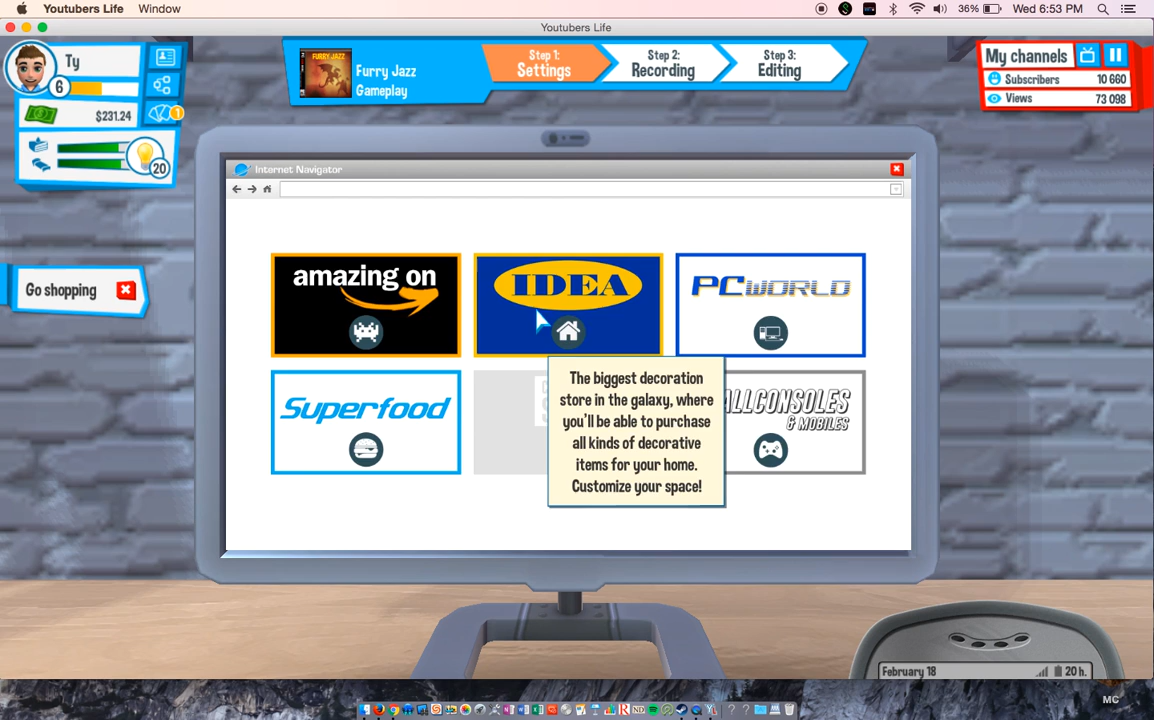 Youtubers Life Window
36% Wed 6:53 PM
Youtubers Life
Ty
6
$231.24
1
20
Furry Jazz
Gameplay
Step 1:
Settings
Step 2:
Recording
Step 3:
Editing
My channels
Subscribers 10 660
Views 73 098
Go shopping
Internet Navigator
amazing on
IDEA
PCWORLD
Superfood
ALLCONSOLES
& MOBILES
The biggest decoration
store in the galaxy, where
you'll be able to purchase
all kinds of decorative
items for your home.
Customize your space!
February 18
20 h.
MC